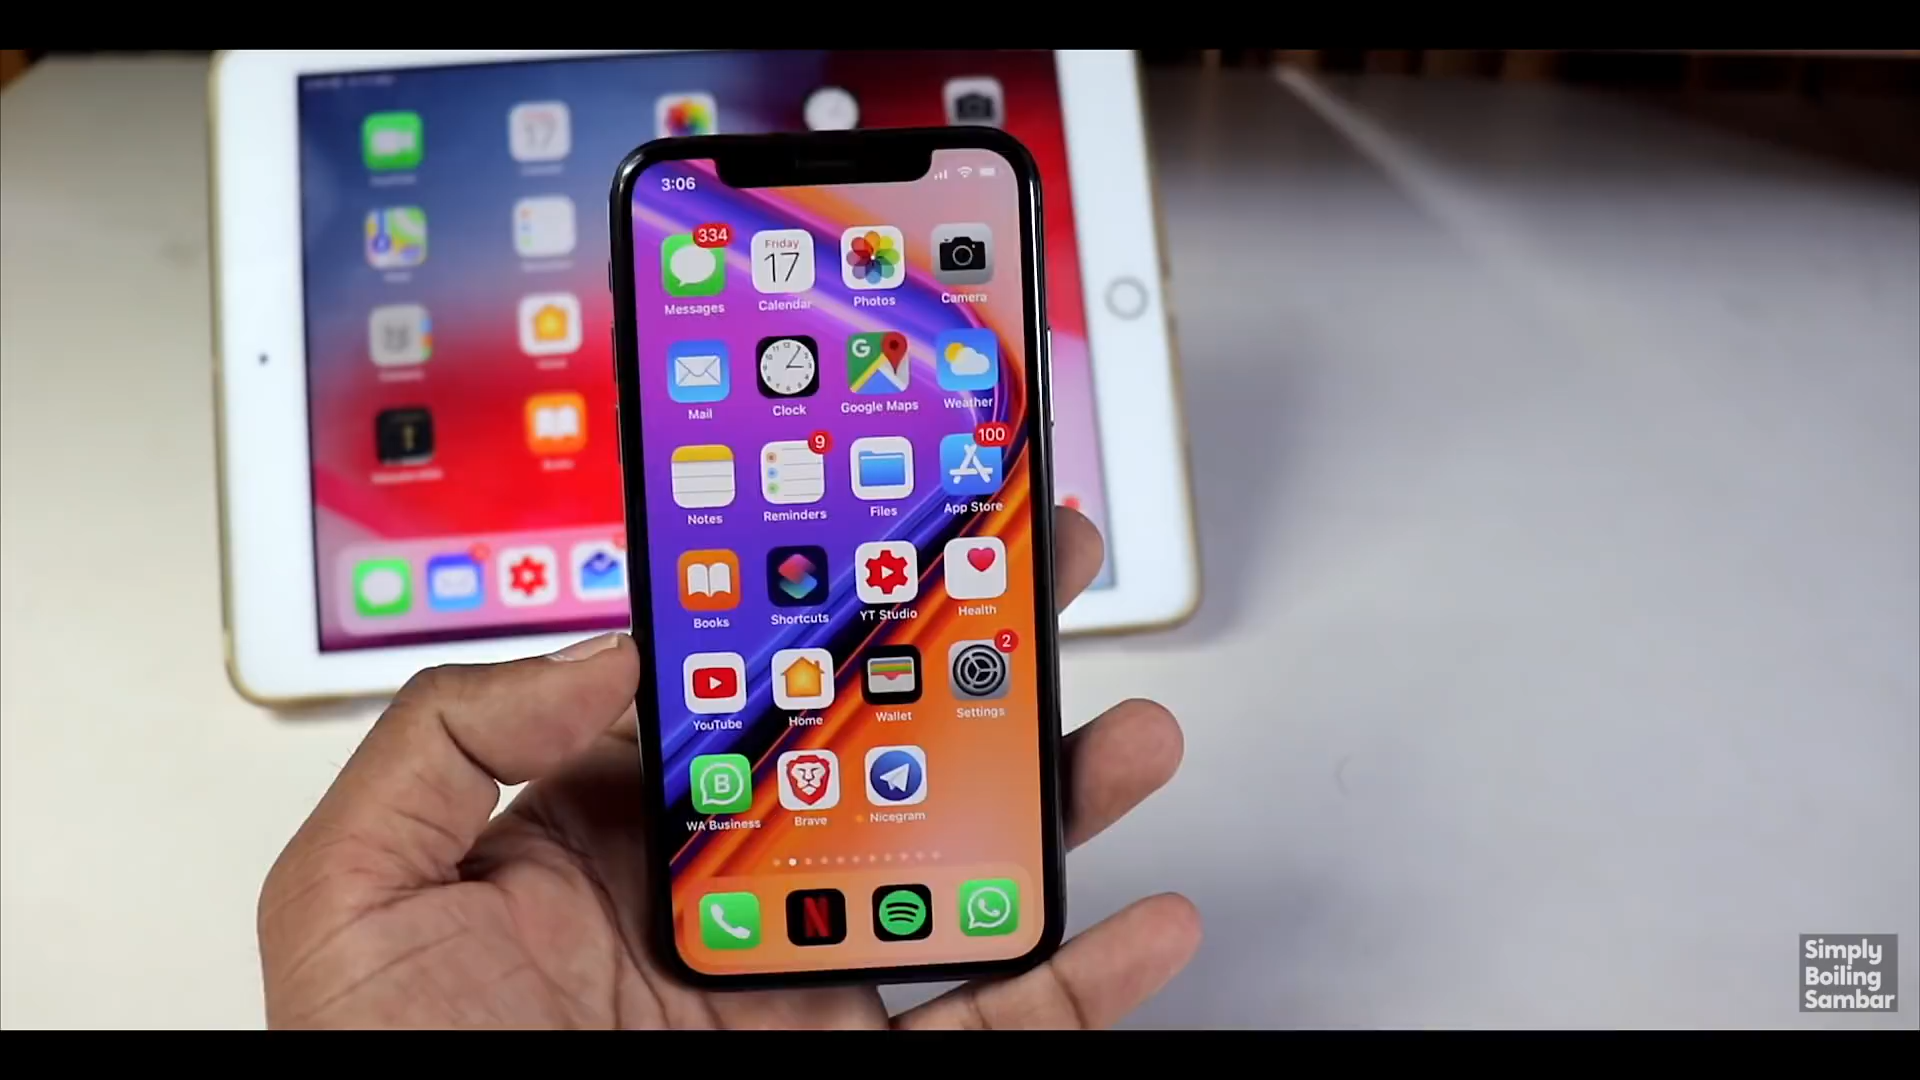 3:06
334
Friday
17
Messages
Calendar
Photos
Camera
G
Mail
Clock
Google Maps
Weather
9
100
Notes
Reminders
Files
App Store
Books
Shortcuts
YT Studio
Health
2
YouTube
Home
Wallet
Settings
B
WA Business
Brave
Nicegram
N
17
Simply
Boiling
Sambar